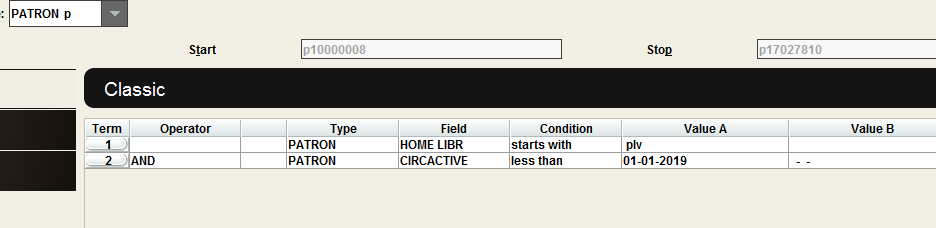 : PATRON p
Start p10000008 Stop p17027810
Classic
Term Operator Type Field Condition Value A Value B
1 PATRON HOME LIBR starts with plv
2 AND PATRON CIRCACTIVE less than 01-01-2019 - -